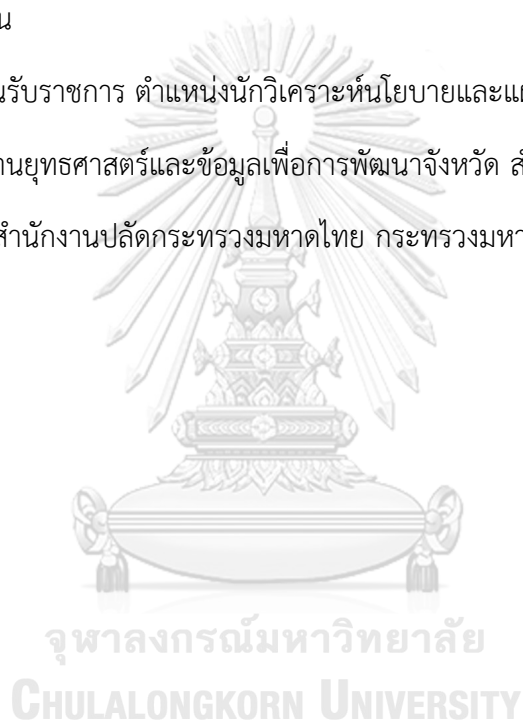 น
นรับราชการ ตำแหน่งนักวิเคราะห์นโยบายและแผ
านยุทธศาสตร์และข้อมูลเพื่อการพัฒนาจังหวัด สํ
สำนักงานปลัดกระทรวงมหาดไทย กระทรวงมหา
จุฬาลงกรณ์มหาวิทยาลัย
CHULALONGKORN UNIVERSITY